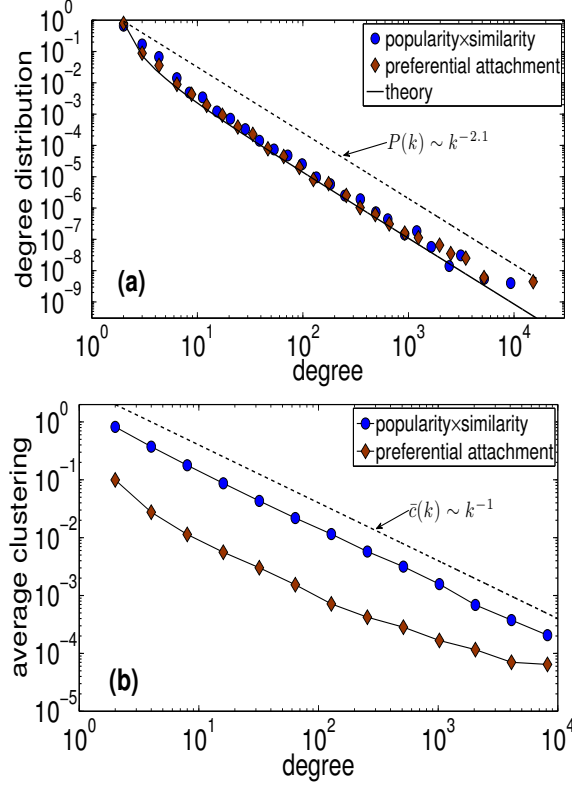 10^0
10^-1
10^-2
10^-3
10^-4
10^-5
10^-6
10^-7
10^-8
10^-9
degree distribution
popularity×similarity
preferential attachment
theory
P(k) ∼ k^-2.1
(a)
10^0 10^1 10^2 10^3 10^4
degree
10^0
10^-1
10^-2
10^-3
10^-4
10^-5
average clustering
popularity×similarity
preferential attachment
c̄(k) ∼ k^-1
(b)
10^0 10^1 10^2 10^3 10^4
degree